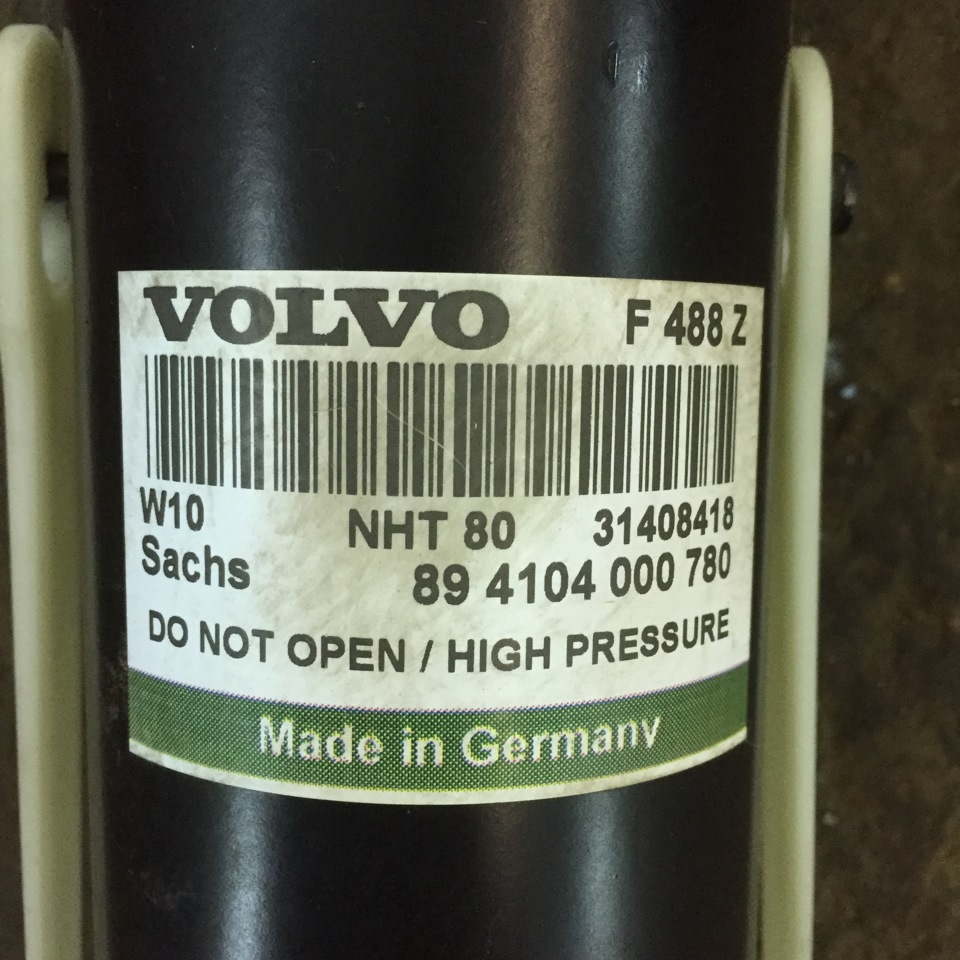 VOLVO F 488 Z
W10 NHT 80 31408418
Sachs 89 4104 000 780
DO NOT OPEN / HIGH PRESSURE
Made in Germany